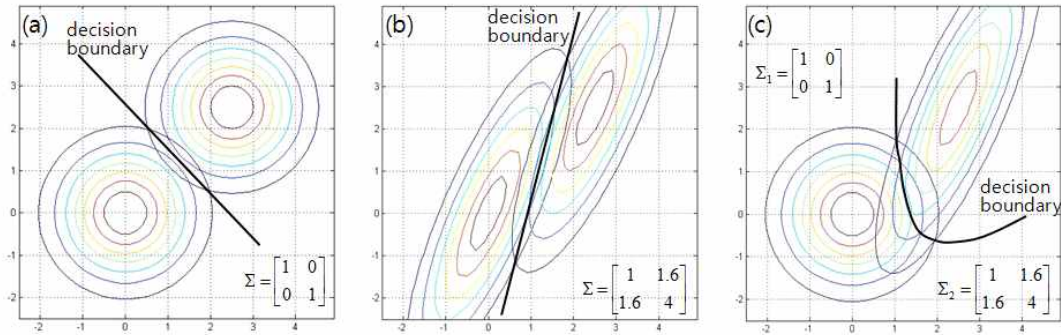 (a)
decision
boundary
Σ = [1 0
0 1]
4
3
2
1
0
-1
-2
-2 -1 0 1 2 3 4
(b)
decision
boundary
Σ = [1 1.6
1.6 4]
4
3
2
1
0
-1
-2
-2 -1 0 1 2 3 4
(c)
Σ1 = [1 0
0 1]
decision
boundary
Σ2 = [1 1.6
1.6 4]
4
3
2
1
0
-1
-2
-2 -1 0 1 2 3 4